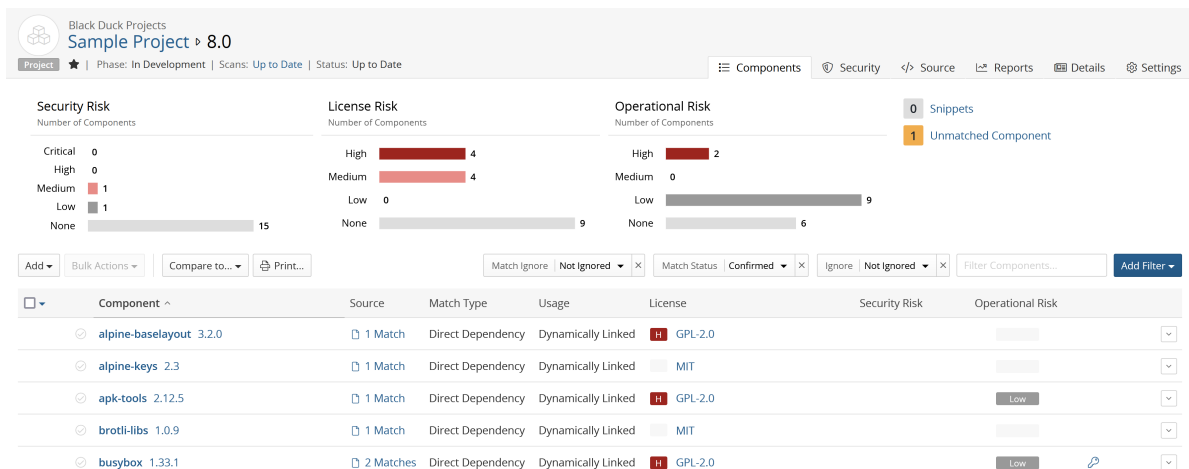 Black Duck Projects
Sample Project 8.0
Project | Phase: In Development | Scans: Up to Date | Status: Up to Date
Components Security Source Reports Details Settings
Security Risk
Number of Components
Critical 0
High 0
Medium 1
Low 1
None 15
License Risk
Number of Components
High 4
Medium 4
Low 0
None 9
Operational Risk
Number of Components
High 2
Medium 0
Low 9
None 6
0 Snippets
1 Unmatched Component
Add Bulk Actions Compare to... Print... Match Ignore Not Ignored × Match Status Confirmed × Ignore Not Ignored × Filter Components... Add Filter
Component Source Match Type Usage License Security Risk Operational Risk
alpine-baselayout 3.2.0 1 Match Direct Dependency Dynamically Linked H GPL-2.0
alpine-keys 2.3 1 Match Direct Dependency Dynamically Linked MIT
apk-tools 2.12.5 1 Match Direct Dependency Dynamically Linked H GPL-2.0 Low
brotli-libs 1.0.9 1 Match Direct Dependency Dynamically Linked MIT
busybox 1.33.1 2 Matches Direct Dependency Dynamically Linked H GPL-2.0 Low